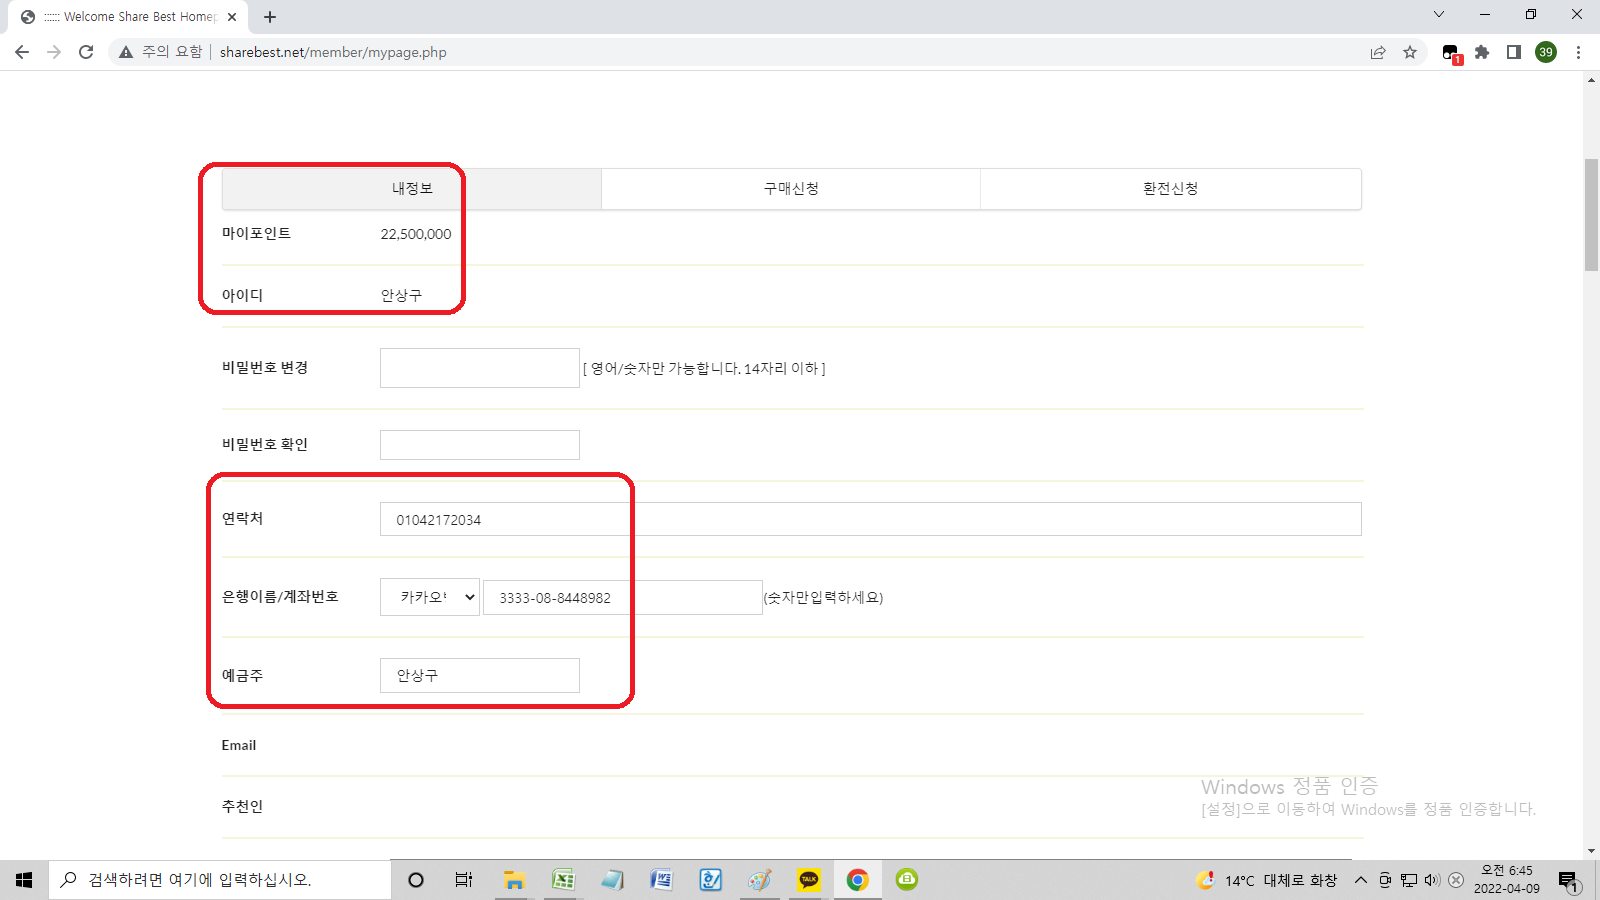 :::::: Welcome Share Best Home
주의 요함 sharebest.net/member/mypage.php
1
39
내정보 구매신청 환전신청
마이포인트 22,500,000
아이디 안상구
비밀번호 변경 [ 영어/숫자만 가능합니다. 14자리 이하 ]
비밀번호 확인
연락처 01042172034
은행이름/계좌번호 카카오 3333-08-8448982 (숫자만입력하세요)
예금주 안상구
Email
추천인
Windows 정품 인증
[설정]으로 이동하여 Windows를 정품 인증합니다.
검색하려면 여기에 입력하십시오.
TALK
14°C 대체로 화창
오전 6:45
2022-04-09
1